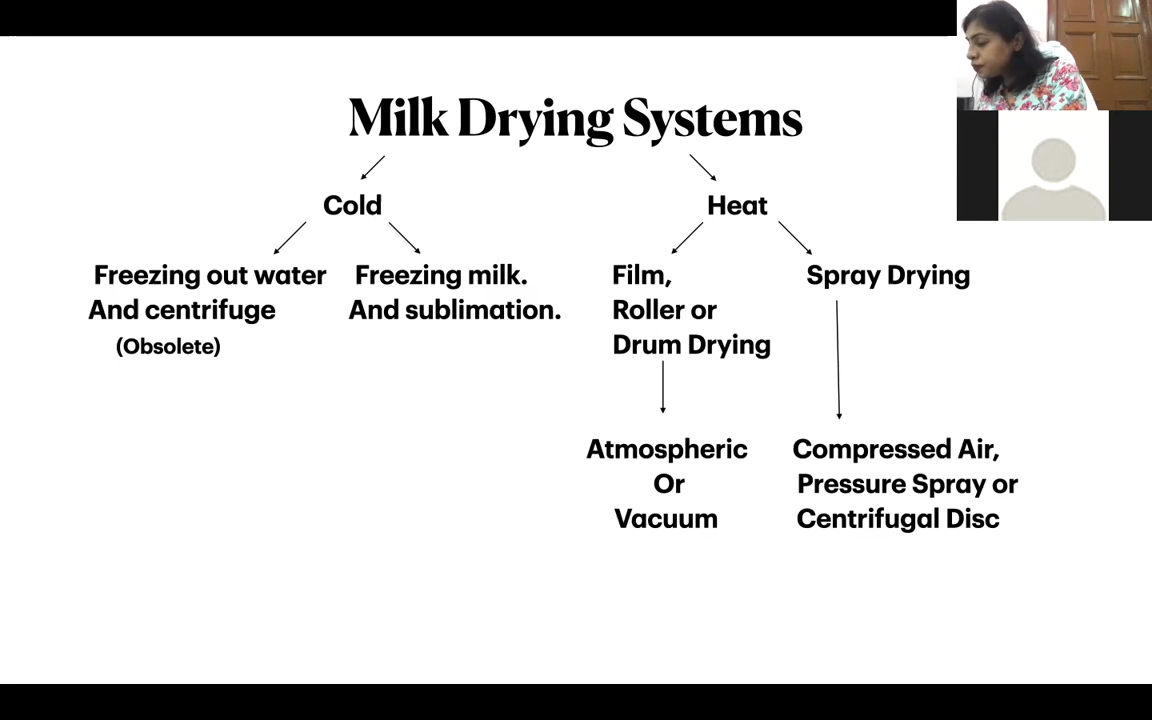 Milk Drying Systems
Cold
Heat
Freezing out water
And centrifuge
(Obsolete)
Freezing milk.
And sublimation.
Film,
Roller or
Drum Drying
Spray Drying
Atmospheric
Or
Vacuum
Compressed Air,
Pressure Spray or
Centrifugal Disc